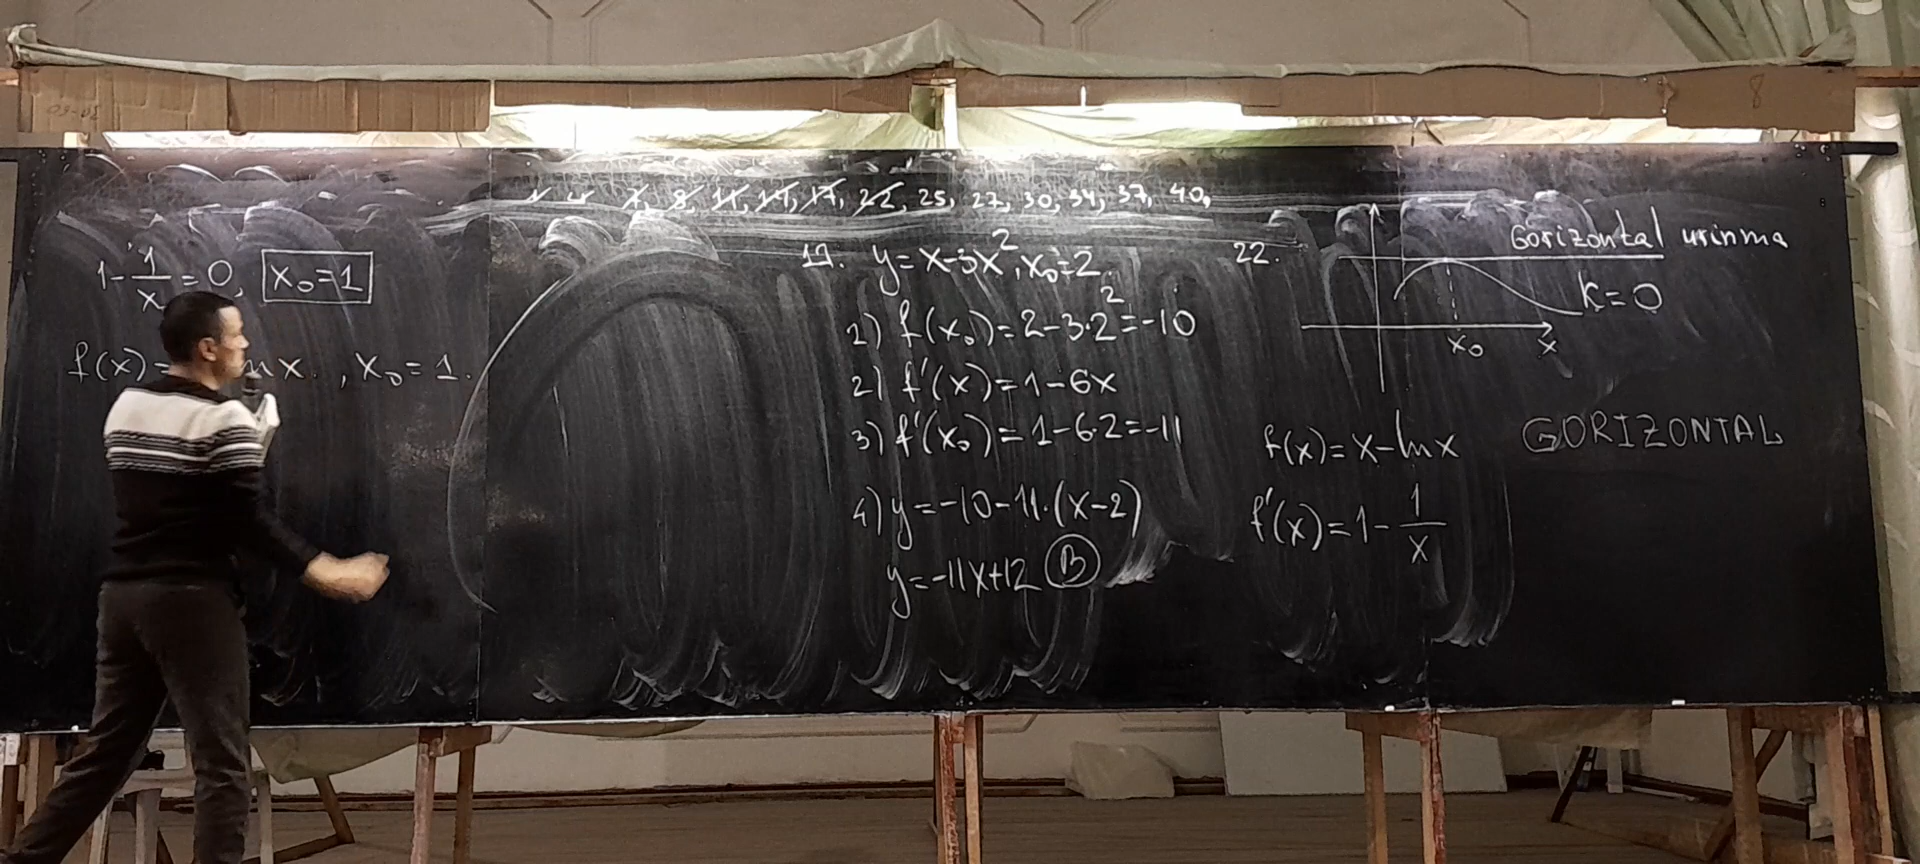 7, 8, 11, 14, 17, 22, 25, 27, 30, 34, 37, 40,
1-1/x=0, x₀=1
f(x)= ln x. , x₀=1.
17. y=x-3x², x₀=2.
1) f(x₀)=2-3·2²=-10
2) f'(x)=1-6x
3) f'(x₀)=1-6·2=-11
4) y=-10-11·(x-2)
y=-11x+12 B
22.
Gorizontal urinma
K=0
x₀
x
f(x)=x-ln x
GORIZONTAL
f'(x)=1-1/x